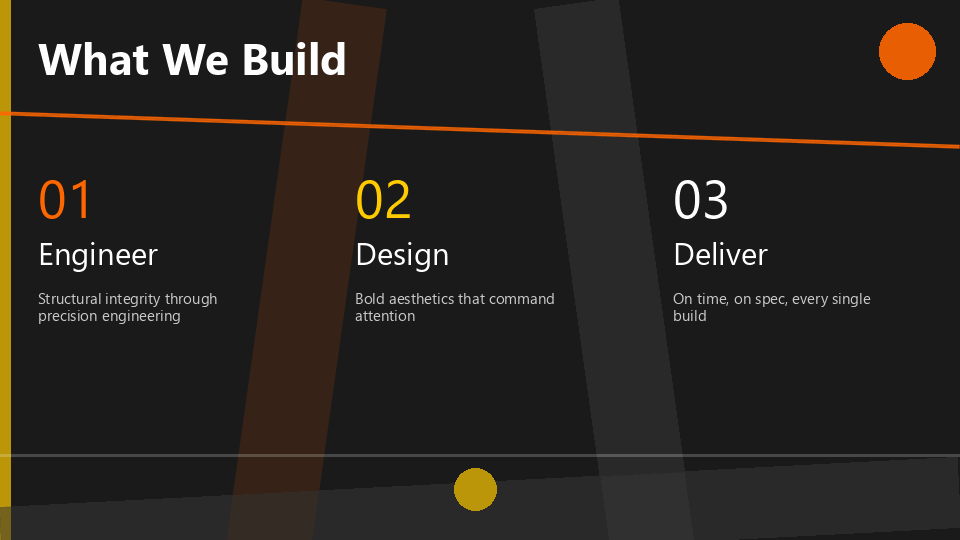 What We Build
01
Engineer
Structural integrity through
precision engineering
02
Design
Bold aesthetics that command
attention
03
Deliver
On time, on spec, every single
build